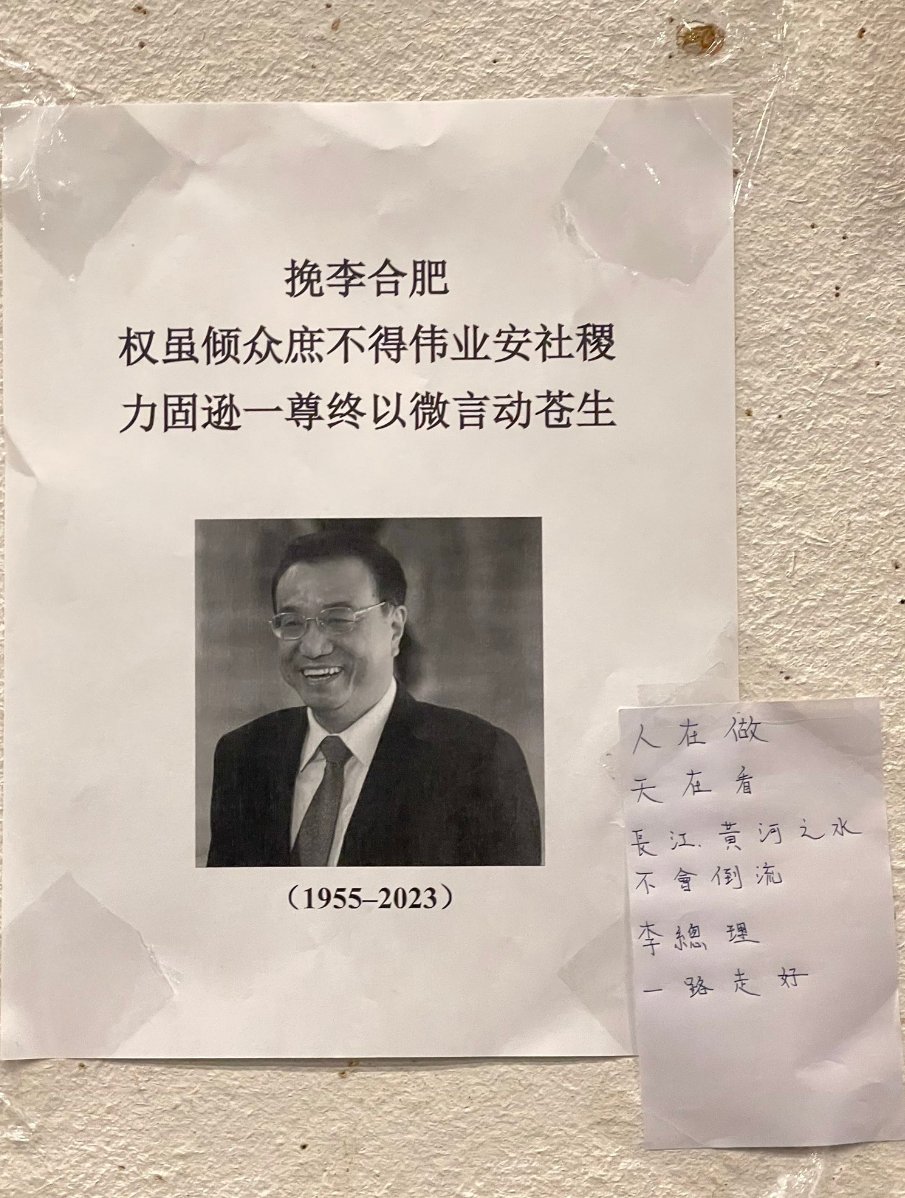 挽李合肥
权虽倾众庶不得伟业安社稷
力固逊一尊终以微言动苍生
（1955–2023）
人在做
天在看
長江.黃河之水
不會倒流
李總理
一路走好